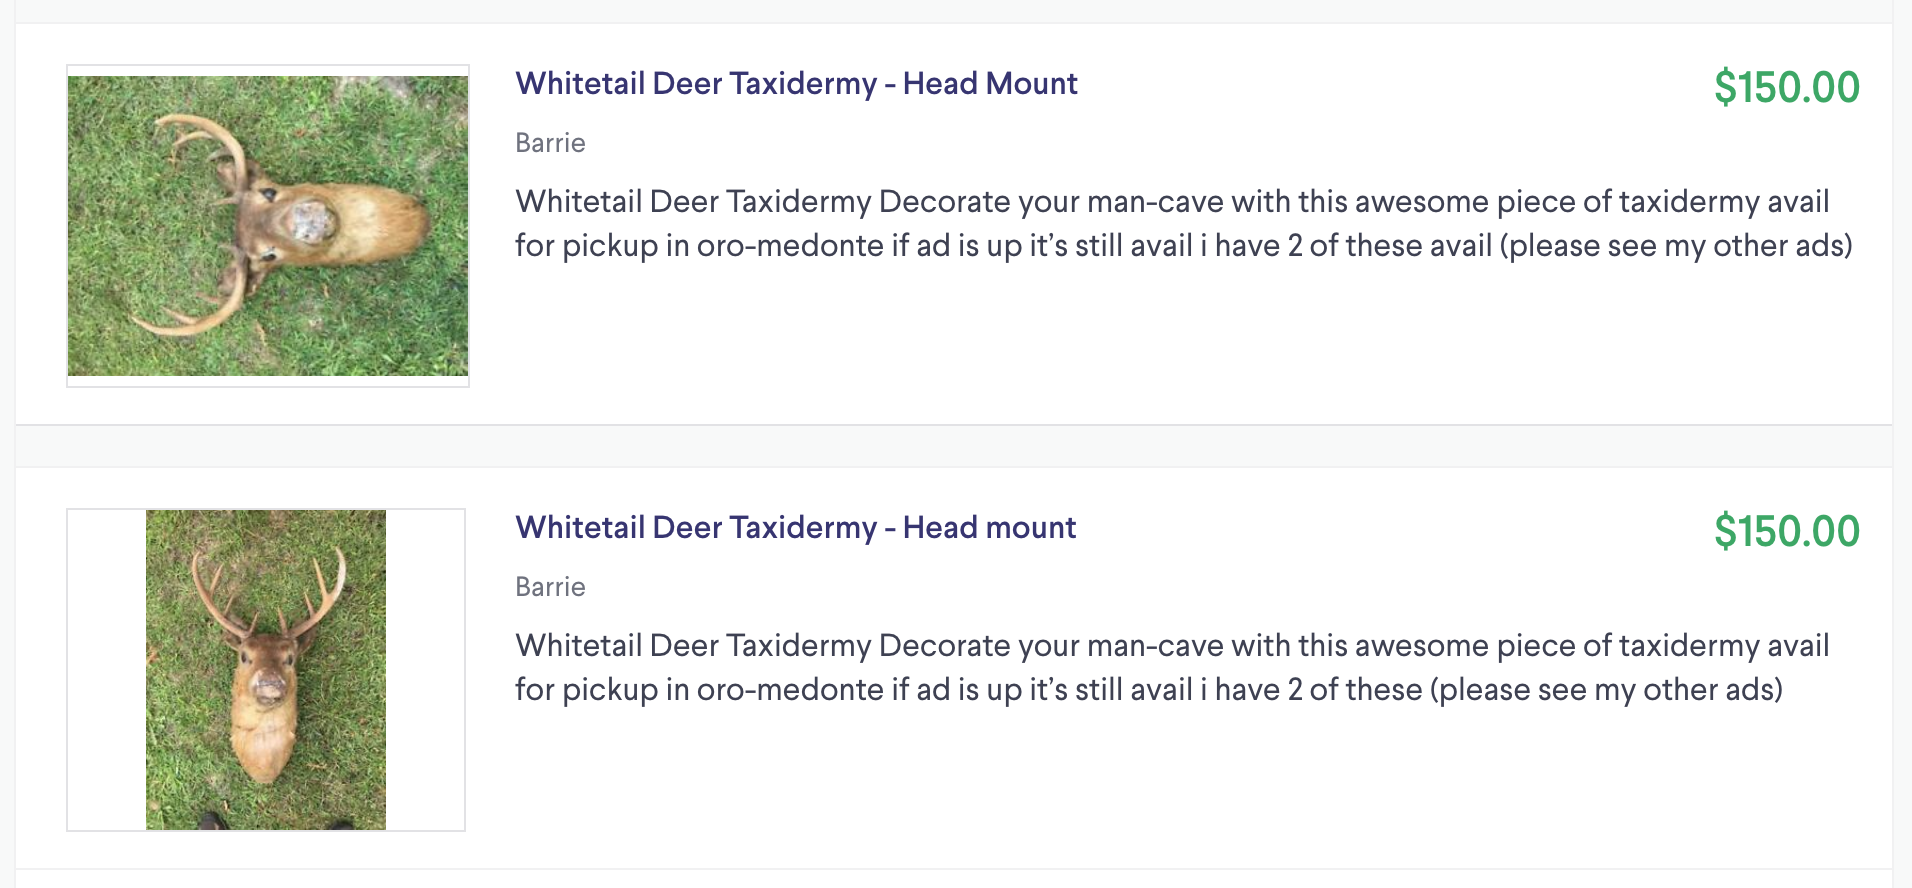 Whitetail Deer Taxidermy - Head Mount
$150.00
Barrie
Whitetail Deer Taxidermy Decorate your man-cave with this awesome piece of taxidermy avail
for pickup in oro-medonte if ad is up it’s still avail i have 2 of these avail (please see my other ads)
Whitetail Deer Taxidermy - Head mount
$150.00
Barrie
Whitetail Deer Taxidermy Decorate your man-cave with this awesome piece of taxidermy avail
for pickup in oro-medonte if ad is up it’s still avail i have 2 of these (please see my other ads)